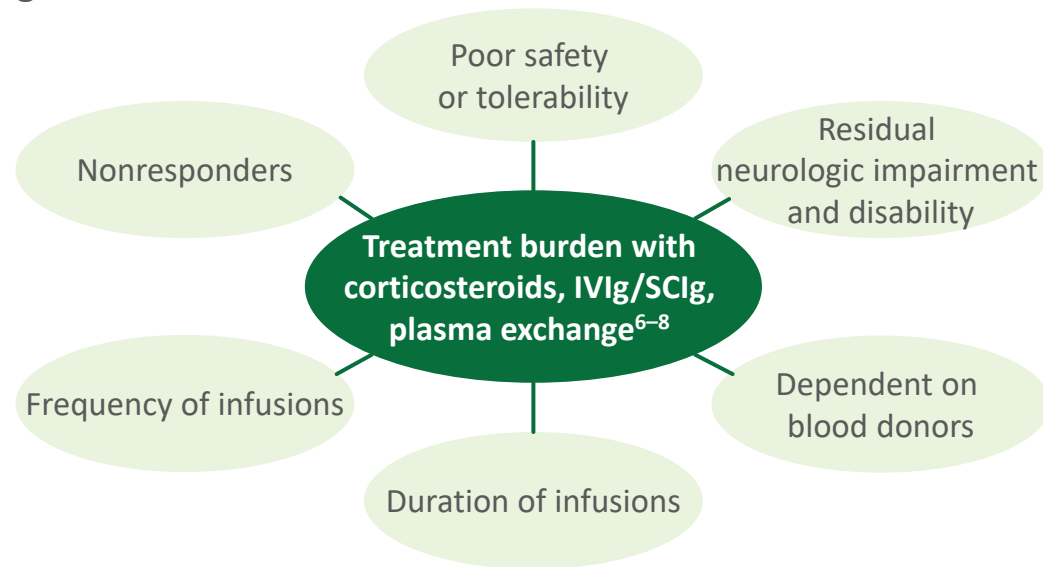 Poor safety
or tolerability
Residual
neurologic impairment
and disability
Nonresponders
Treatment burden with
corticosteroids, IVIg/SCIg,
plasma exchange⁶⁻⁸
Frequency of infusions
Dependent on
blood donors
Duration of infusions